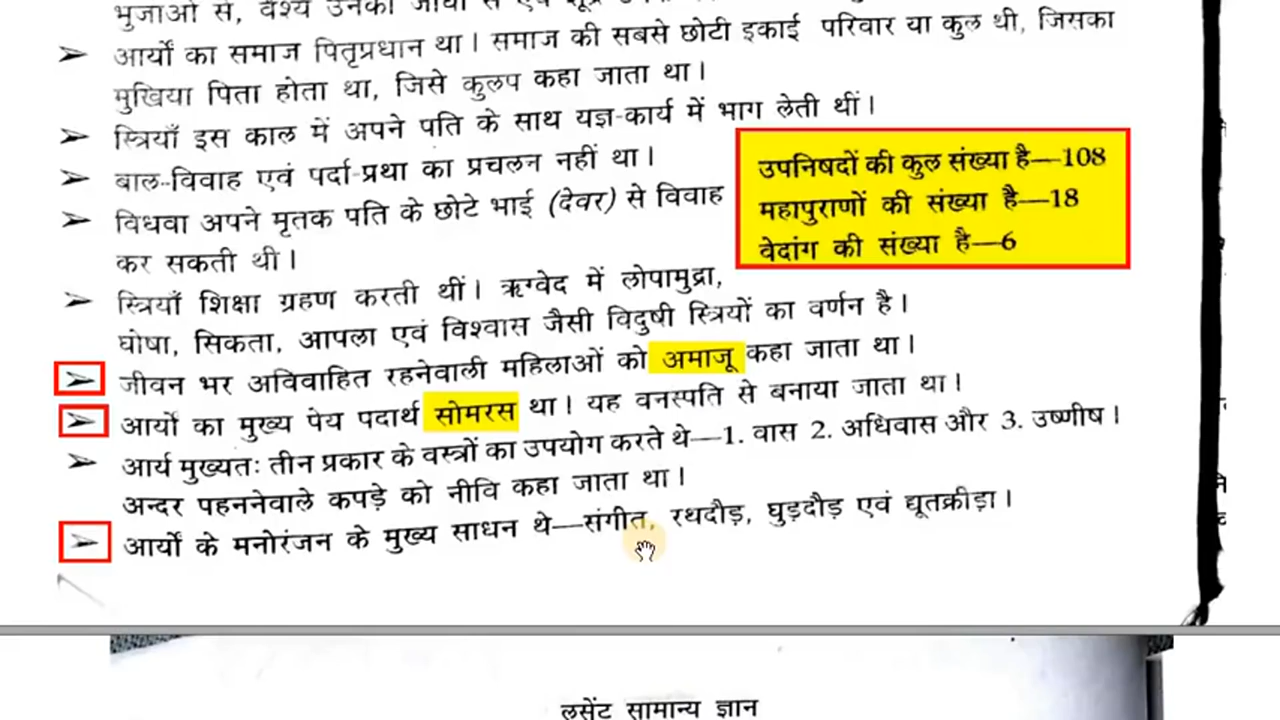 भुजाओं से, वैश्य उनकी जांघों से एवं शूद्र
➢ आर्यों का समाज पितृप्रधान था। समाज की सबसे छोटी इकाई परिवार या कुल थी, जिसका
मुखिया पिता होता था, जिसे कुलप कहा जाता था।
➢ स्त्रियाँ इस काल में अपने पति के साथ यज्ञ-कार्य में भाग लेती थीं।
➢ बाल-विवाह एवं पर्दा-प्रथा का प्रचलन नहीं था।
➢ विधवा अपने मृतक पति के छोटे भाई (देवर) से विवाह
कर सकती थी।
उपनिषदों की कुल संख्या है—108
महापुराणों की संख्या है—18
वेदांग की संख्या है—6
➢ स्त्रियाँ शिक्षा ग्रहण करती थीं। ऋग्वेद में लोपामुद्रा,
घोषा, सिकता, आपला एवं विश्वास जैसी विदुषी स्त्रियों का वर्णन है।
➢ जीवन भर अविवाहित रहनेवाली महिलाओं को अमाजू कहा जाता था।
➢ आर्यों का मुख्य पेय पदार्थ सोमरस था। यह वनस्पति से बनाया जाता था।
➢ आर्य मुख्यतः तीन प्रकार के वस्त्रों का उपयोग करते थे—1. वास 2. अधिवास और 3. उष्णीष।
अन्दर पहननेवाले कपड़े को नीवि कहा जाता था।
➢ आर्यों के मनोरंजन के मुख्य साधन थे—संगीत, रथदौड़, घुड़दौड़ एवं द्यूतक्रीड़ा।
लुसेंट सामान्य ज्ञान